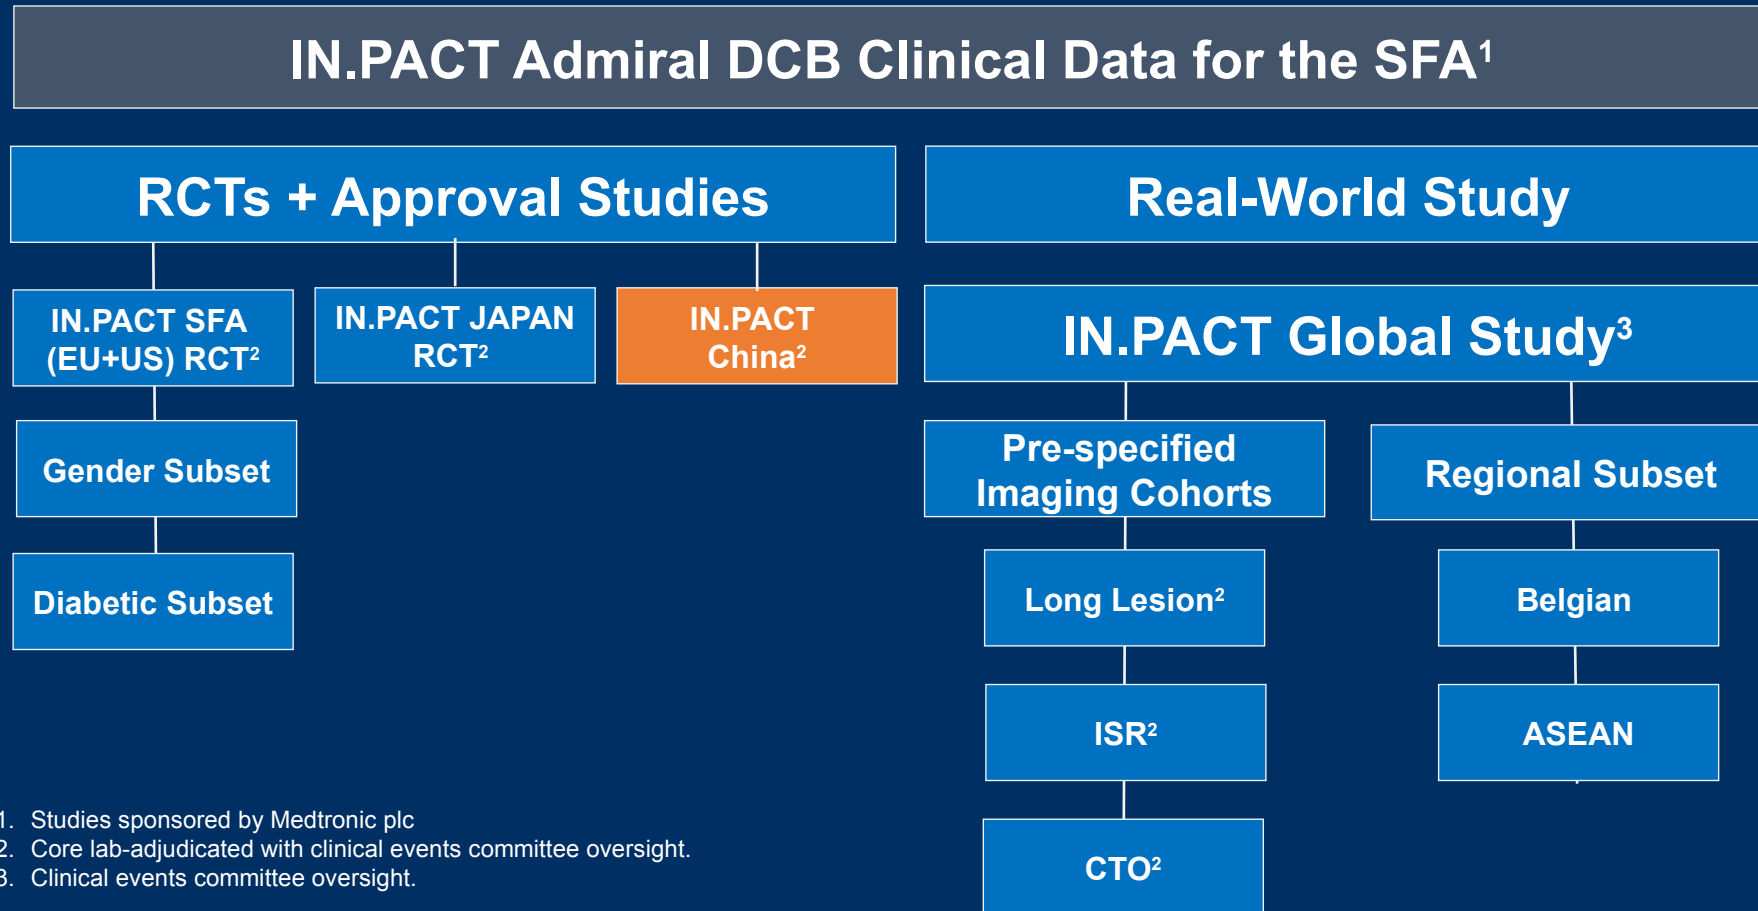 IN.PACT Admiral DCB Clinical Data for the SFA¹
RCTs + Approval Studies
Real-World Study
IN.PACT SFA
(EU+US) RCT²
IN.PACT JAPAN
RCT²
IN.PACT
China²
IN.PACT Global Study³
Gender Subset
Diabetic Subset
Pre-specified
Imaging Cohorts
Regional Subset
Long Lesion²
Belgian
ISR²
ASEAN
CTO²
1. Studies sponsored by Medtronic plc
2. Core lab-adjudicated with clinical events committee oversight.
3. Clinical events committee oversight.